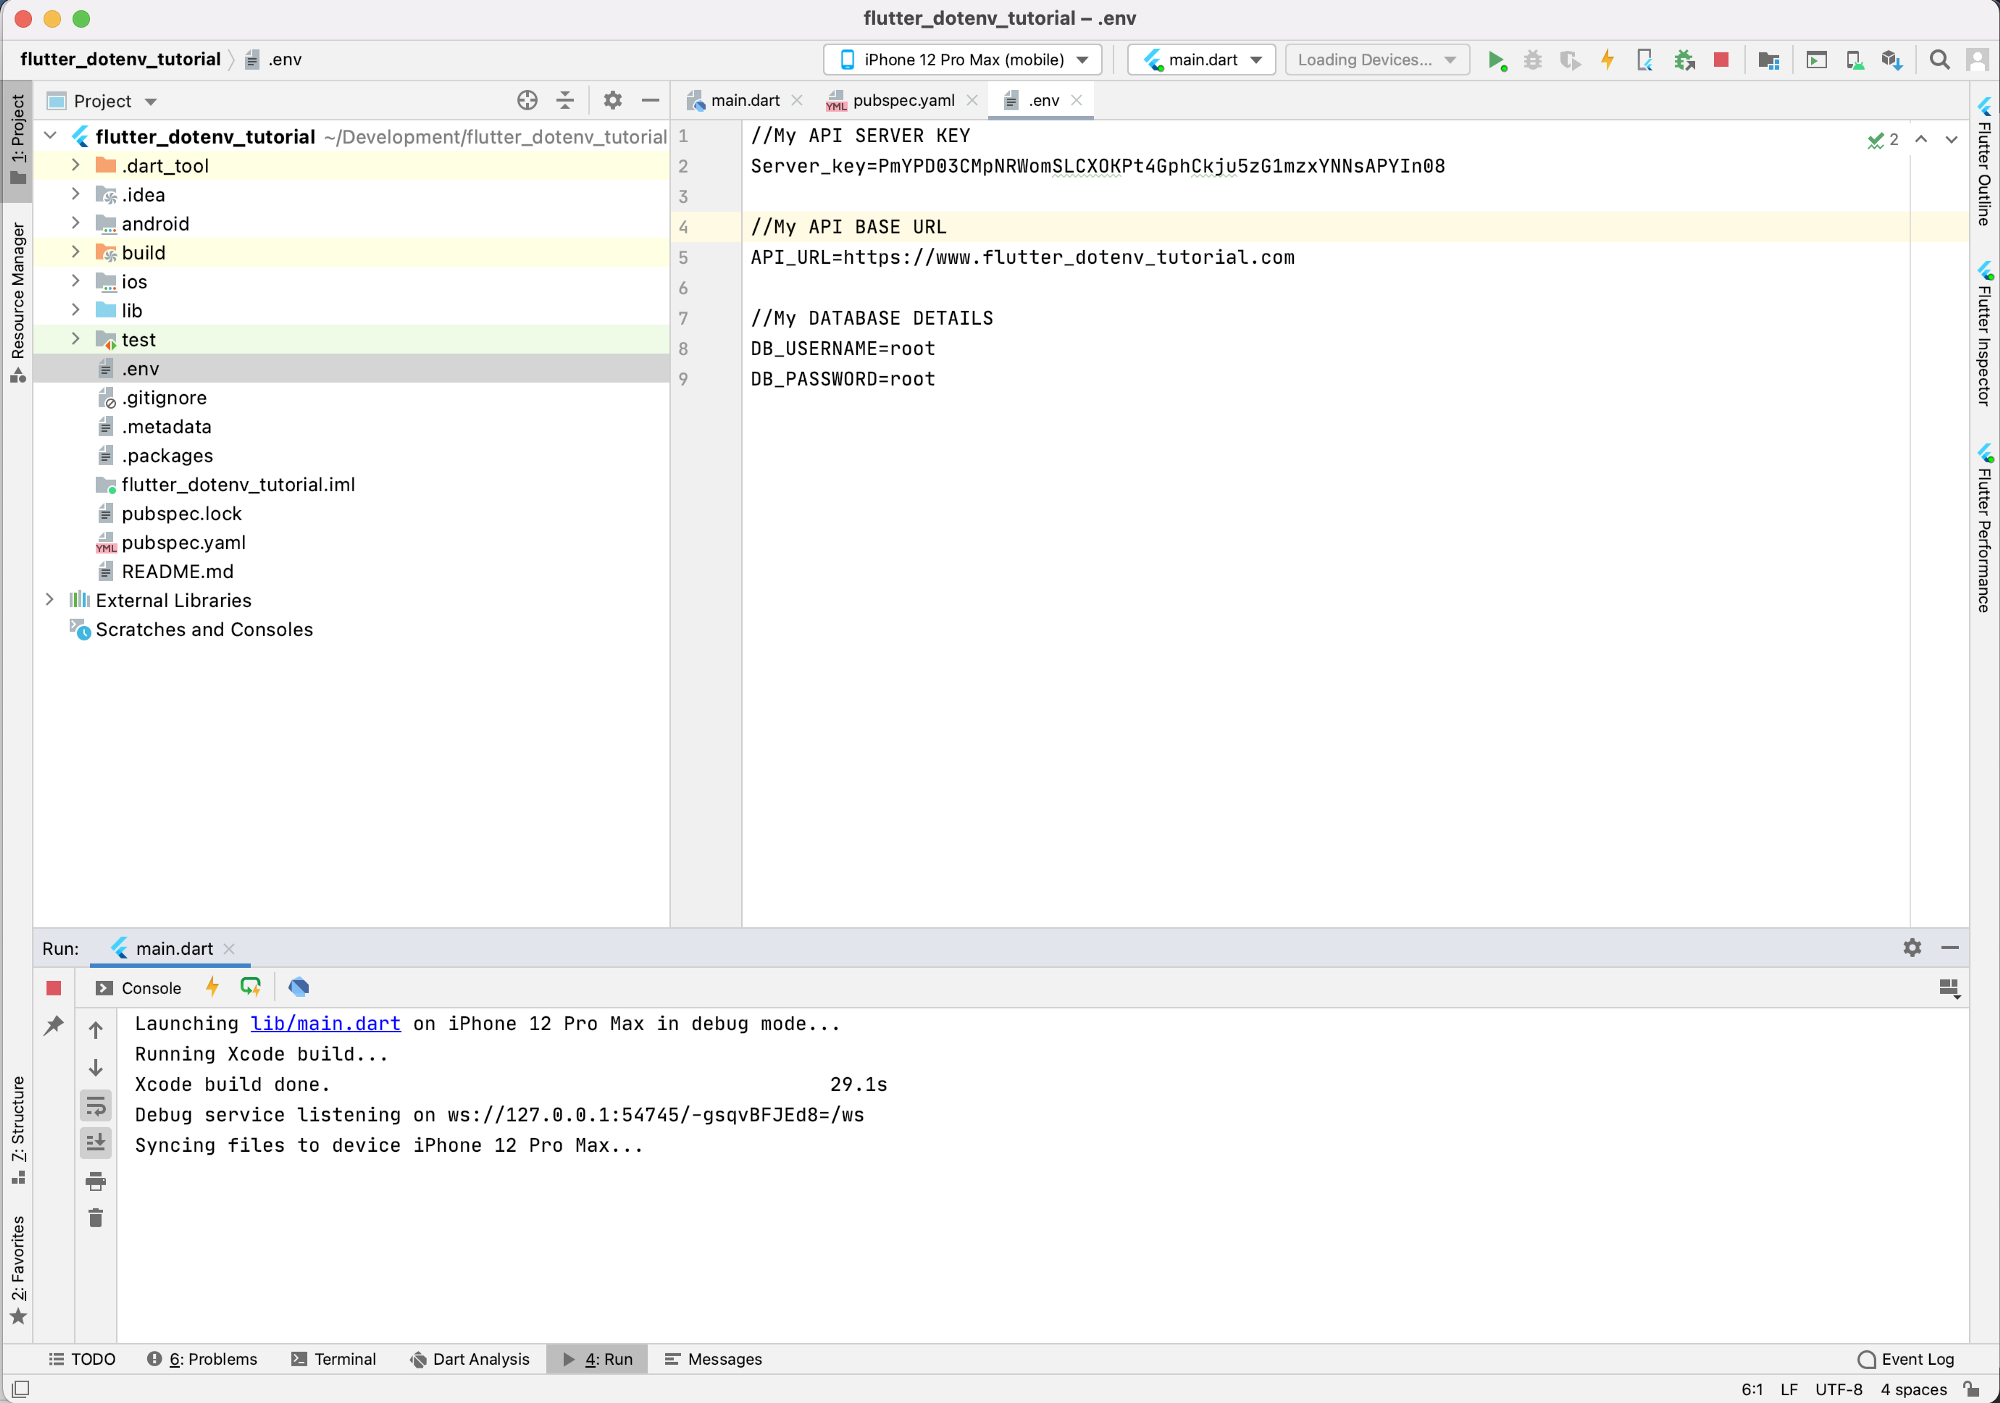 flutter_dotenv_tutorial – .env
flutter_dotenv_tutorial
.env
iPhone 12 Pro Max (mobile)
main.dart
Loading Devices...
1: Project
Resource Manager
7: Structure
2: Favorites
Project
flutter_dotenv_tutorial ~/Development/flutter_dotenv_tutorial
.dart_tool
.idea
android
build
ios
lib
test
.env
.gitignore
.metadata
.packages
flutter_dotenv_tutorial.iml
pubspec.lock
YML pubspec.yaml
README.md
External Libraries
Scratches and Consoles
main.dart
YML pubspec.yaml
.env
1 //My API SERVER KEY
2 Server_key=PmYPD03CMpNRWomSLCXOKPt4GphCkju5zG1mzxYNNsAPYIn08
3
4 //My API BASE URL
5 API_URL=https://www.flutter_dotenv_tutorial.com
6
7 //My DATABASE DETAILS
8 DB_USERNAME=root
9 DB_PASSWORD=root
2
Flutter Outline
Flutter Inspector
Flutter Performance
Run: main.dart
Console
Launching lib/main.dart on iPhone 12 Pro Max in debug mode...
Running Xcode build...
Xcode build done. 29.1s
Debug service listening on ws://127.0.0.1:54745/-gsqvBFJEd8=/ws
Syncing files to device iPhone 12 Pro Max...
TODO 6: Problems Terminal Dart Analysis 4: Run Messages Event Log
6:1 LF UTF-8 4 spaces